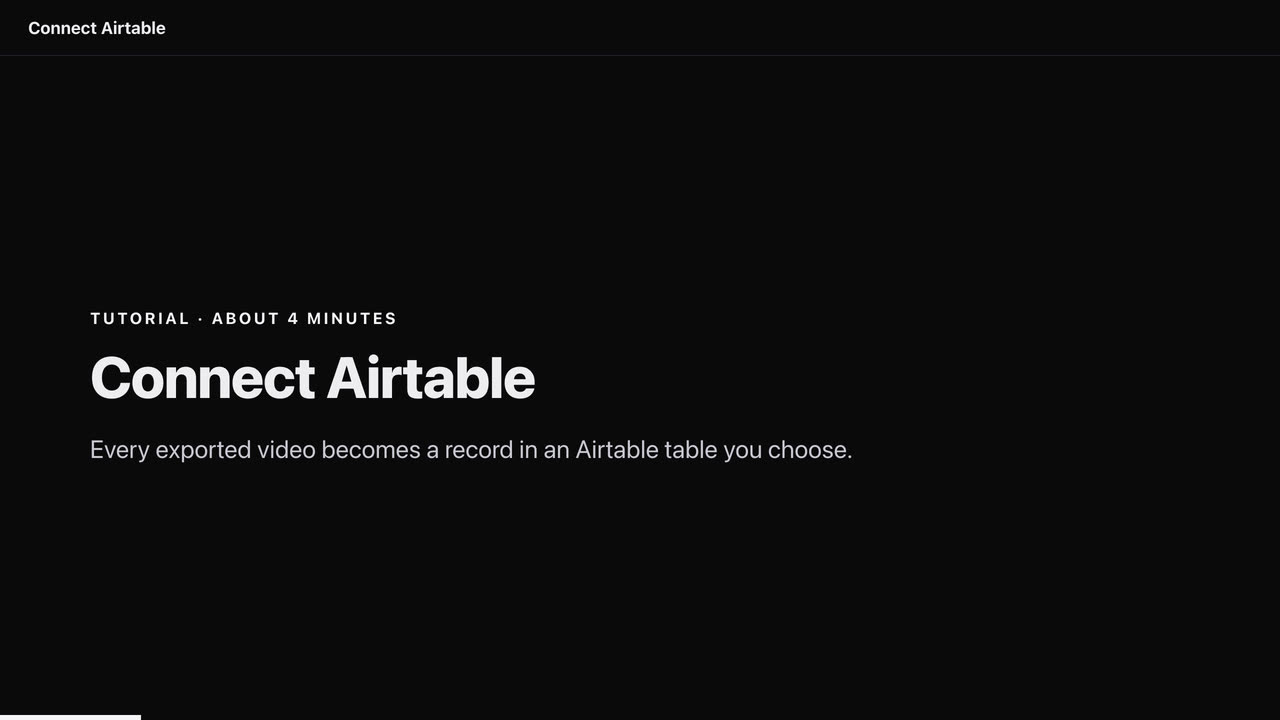 Connect Airtable
TUTORIAL · ABOUT 4 MINUTES
Connect Airtable
Every exported video becomes a record in an Airtable table you choose.